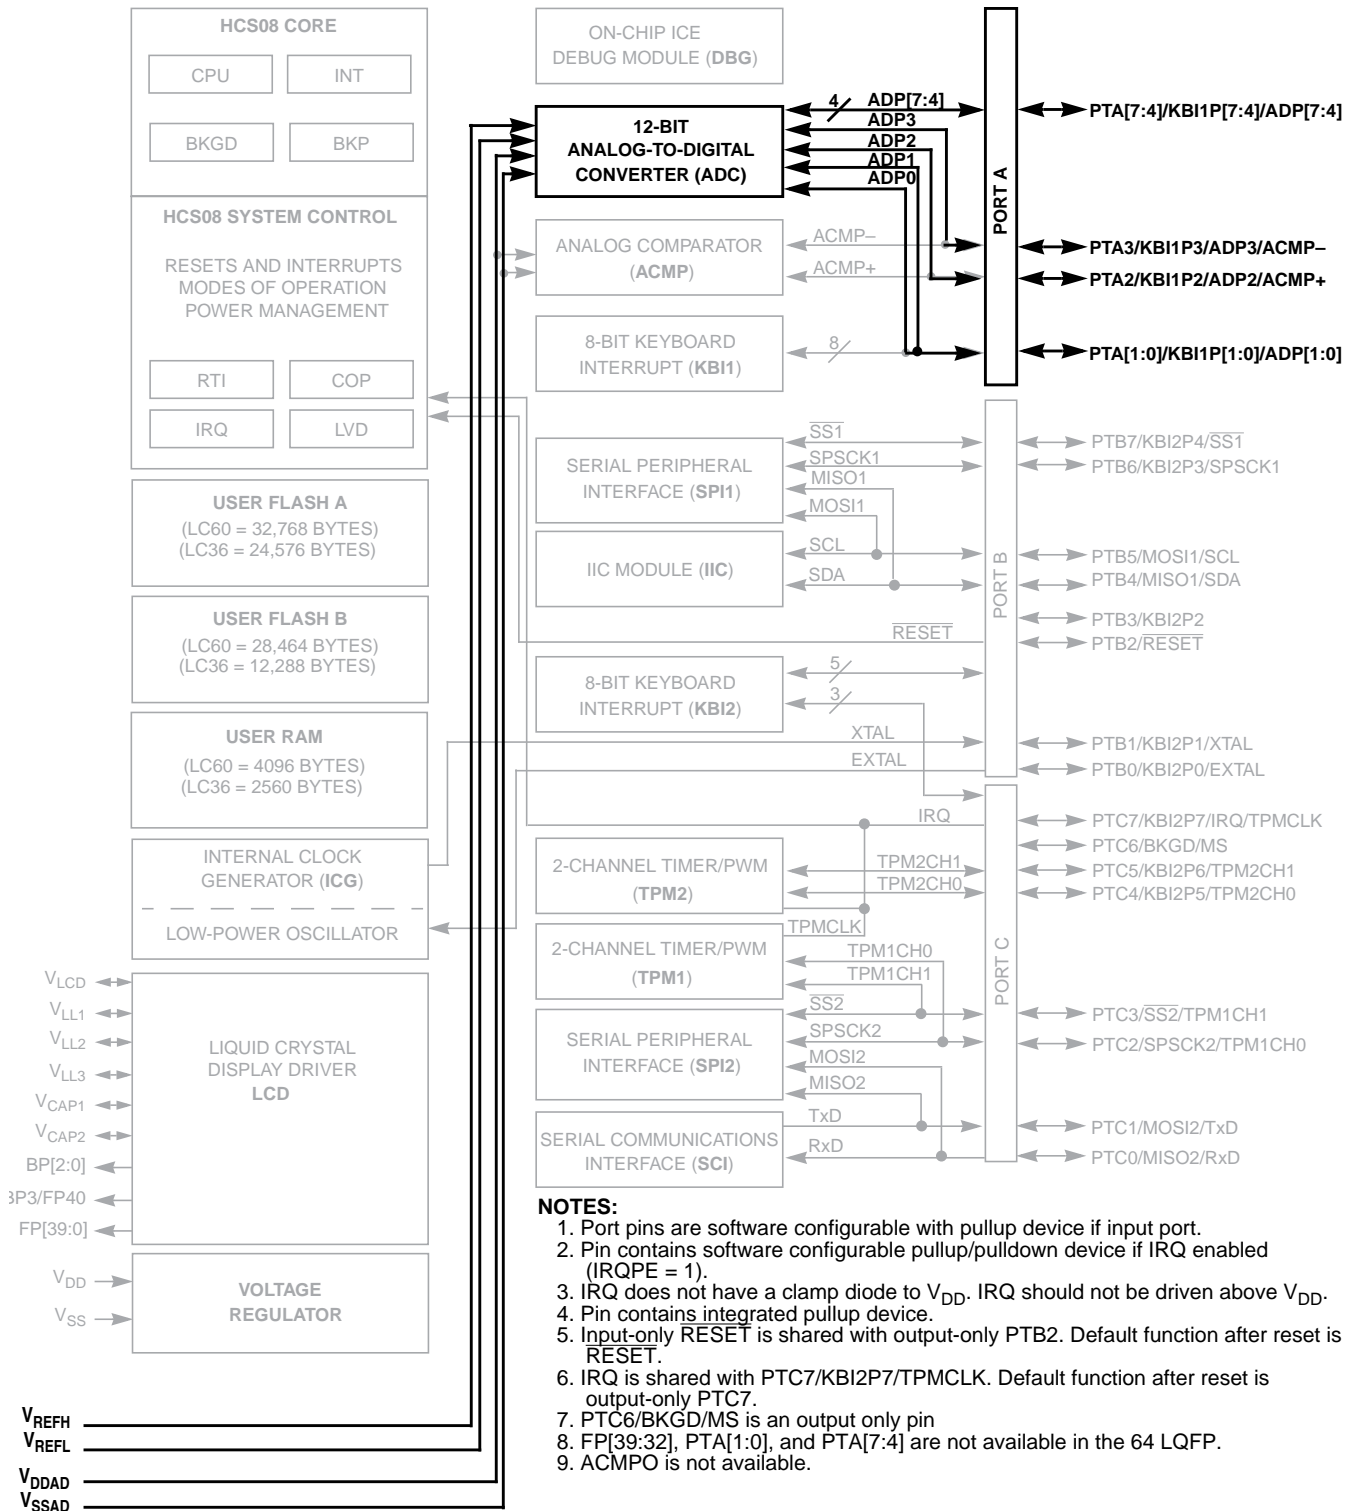 HCS08 CORE
CPU
INT
BKGD
BKP
HCS08 SYSTEM CONTROL
RESETS AND INTERRUPTS
MODES OF OPERATION
POWER MANAGEMENT
RTI
COP
IRQ
LVD
USER FLASH A
(LC60 = 32,768 BYTES)
(LC36 = 24,576 BYTES)
USER FLASH B
(LC60 = 28,464 BYTES)
(LC36 = 12,288 BYTES)
USER RAM
(LC60 = 4096 BYTES)
(LC36 = 2560 BYTES)
INTERNAL CLOCK
GENERATOR (ICG)
LOW-POWER OSCILLATOR
VLCD
VLL1
VLL2
VLL3
VCAP1
VCAP2
BP[2:0]
BP3/FP40
FP[39:0]
LIQUID CRYSTAL
DISPLAY DRIVER
LCD
VDD
VSS
VOLTAGE
REGULATOR
VREFH
VREFL
VDDAD
VSSAD
ON-CHIP ICE
DEBUG MODULE (DBG)
12-BIT
ANALOG-TO-DIGITAL
CONVERTER (ADC)
4
ADP[7:4]
ADP3
ADP2
ADP1
ADP0
ANALOG COMPARATOR
(ACMP)
ACMP–
ACMP+
8-BIT KEYBOARD
INTERRUPT (KBI1)
8
SERIAL PERIPHERAL
INTERFACE (SPI1)
SS1
SPSCK1
MISO1
MOSI1
IIC MODULE (IIC)
SCL
SDA
RESET
8-BIT KEYBOARD
INTERRUPT (KBI2)
5
3
XTAL
EXTAL
IRQ
2-CHANNEL TIMER/PWM
(TPM2)
TPM2CH1
TPM2CH0
TPMCLK
2-CHANNEL TIMER/PWM
(TPM1)
TPM1CH0
TPM1CH1
SERIAL PERIPHERAL
INTERFACE (SPI2)
SS2
SPSCK2
MOSI2
MISO2
SERIAL COMMUNICATIONS
INTERFACE (SCI)
TxD
RxD
PORT A
PTA[7:4]/KBI1P[7:4]/ADP[7:4]
PTA3/KBI1P3/ADP3/ACMP–
PTA2/KBI1P2/ADP2/ACMP+
PTA[1:0]/KBI1P[1:0]/ADP[1:0]
PORT B
PTB7/KBI2P4/SS1
PTB6/KBI2P3/SPSCK1
PTB5/MOSI1/SCL
PTB4/MISO1/SDA
PTB3/KBI2P2
PTB2/RESET
PTB1/KBI2P1/XTAL
PTB0/KBI2P0/EXTAL
PORT C
PTC7/KBI2P7/IRQ/TPMCLK
PTC6/BKGD/MS
PTC5/KBI2P6/TPM2CH1
PTC4/KBI2P5/TPM2CH0
PTC3/SS2/TPM1CH1
PTC2/SPSCK2/TPM1CH0
PTC1/MOSI2/TxD
PTC0/MISO2/RxD
NOTES:
1. Port pins are software configurable with pullup device if input port.
2. Pin contains software configurable pullup/pulldown device if IRQ enabled
(IRQPE = 1).
3. IRQ does not have a clamp diode to VDD. IRQ should not be driven above VDD.
4. Pin contains integrated pullup device.
5. Input-only RESET is shared with output-only PTB2. Default function after reset is
RESET.
6. IRQ is shared with PTC7/KBI2P7/TPMCLK. Default function after reset is
output-only PTC7.
7. PTC6/BKGD/MS is an output only pin
8. FP[39:32], PTA[1:0], and PTA[7:4] are not available in the 64 LQFP.
9. ACMPO is not available.